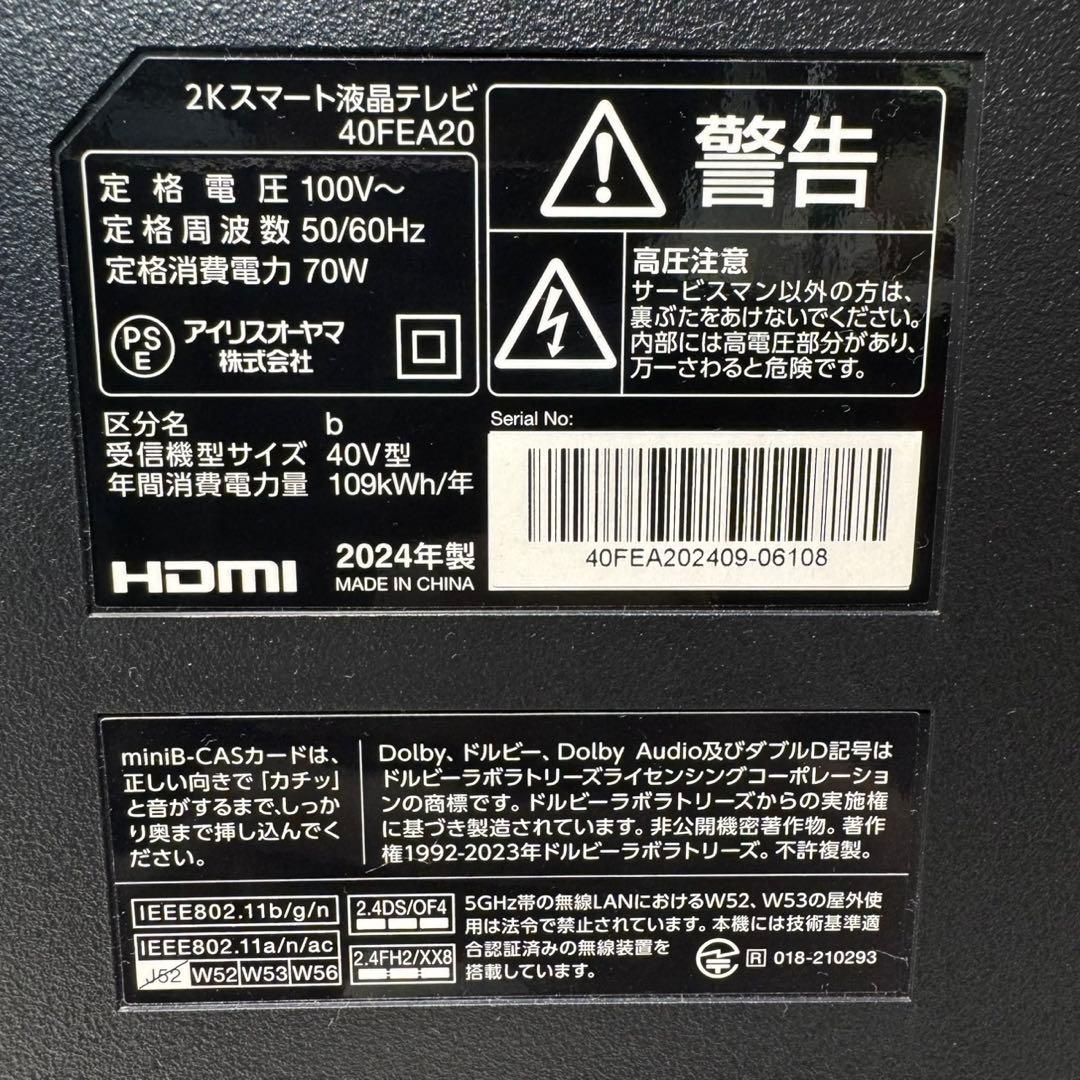 2Kスマート液晶テレビ
40FEA20
定格電圧 100V～
定格周波数 50/60Hz
定格消費電力 70W
PS
E
アイリスオーヤマ
株式会社
警告
高圧注意
サービスマン以外の方は、
裏ぶたをあけないでください。
内部には高電圧部分があり、
万一さわると危険です。
区分名 b
受信機型サイズ 40V型
年間消費電力量 109kWh/年
HDMI
2024年製
MADE IN CHINA
Serial No:
40FEA202409-06108
miniB-CASカードは、
正しい向きで「カチッ」
と音がするまで、しっか
り奥まで挿し込んでく
ださい。
Dolby、ドルビー、Dolby Audio及びダブルD記号は
ドルビーラボラトリーズライセンシングコーポレーショ
ンの商標です。ドルビーラボラトリーズからの実施権
に基づき製造されています。非公開機密著作物。著作
権1992-2023年ドルビーラボラトリーズ。不許複製。
IEEE802.11b/g/n
IEEE802.11a/n/ac
J52 W52 W53 W56
2.4DS/OF4
2.4FH2/XX8
5GHz帯の無線LANにおけるW52、W53の屋外使
用は法令で禁止されています。本機には技術基準適
合認証済みの無線装置を
搭載しています。
R 018-210293